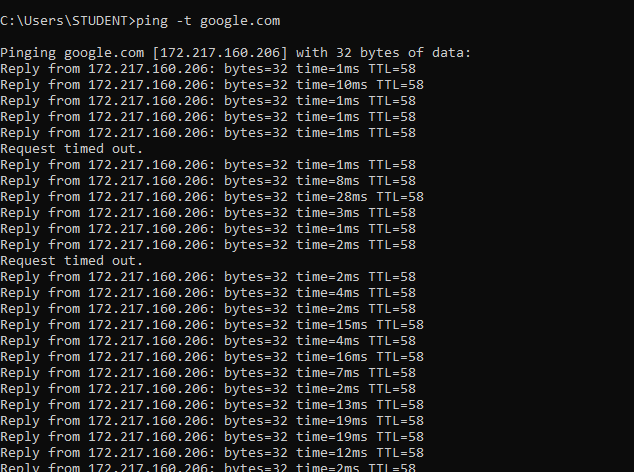 C:\Users\STUDENT>ping -t google.com
Pinging google.com [172.217.160.206] with 32 bytes of data:
Reply from 172.217.160.206: bytes=32 time=1ms TTL=58
Reply from 172.217.160.206: bytes=32 time=10ms TTL=58
Reply from 172.217.160.206: bytes=32 time=1ms TTL=58
Reply from 172.217.160.206: bytes=32 time=1ms TTL=58
Reply from 172.217.160.206: bytes=32 time=1ms TTL=58
Request timed out.
Reply from 172.217.160.206: bytes=32 time=1ms TTL=58
Reply from 172.217.160.206: bytes=32 time=8ms TTL=58
Reply from 172.217.160.206: bytes=32 time=28ms TTL=58
Reply from 172.217.160.206: bytes=32 time=3ms TTL=58
Reply from 172.217.160.206: bytes=32 time=1ms TTL=58
Reply from 172.217.160.206: bytes=32 time=2ms TTL=58
Request timed out.
Reply from 172.217.160.206: bytes=32 time=2ms TTL=58
Reply from 172.217.160.206: bytes=32 time=4ms TTL=58
Reply from 172.217.160.206: bytes=32 time=2ms TTL=58
Reply from 172.217.160.206: bytes=32 time=15ms TTL=58
Reply from 172.217.160.206: bytes=32 time=4ms TTL=58
Reply from 172.217.160.206: bytes=32 time=16ms TTL=58
Reply from 172.217.160.206: bytes=32 time=7ms TTL=58
Reply from 172.217.160.206: bytes=32 time=2ms TTL=58
Reply from 172.217.160.206: bytes=32 time=13ms TTL=58
Reply from 172.217.160.206: bytes=32 time=19ms TTL=58
Reply from 172.217.160.206: bytes=32 time=19ms TTL=58
Reply from 172.217.160.206: bytes=32 time=12ms TTL=58
Reply from 172.217.160.206: bytes=32 time=2ms TTL=58